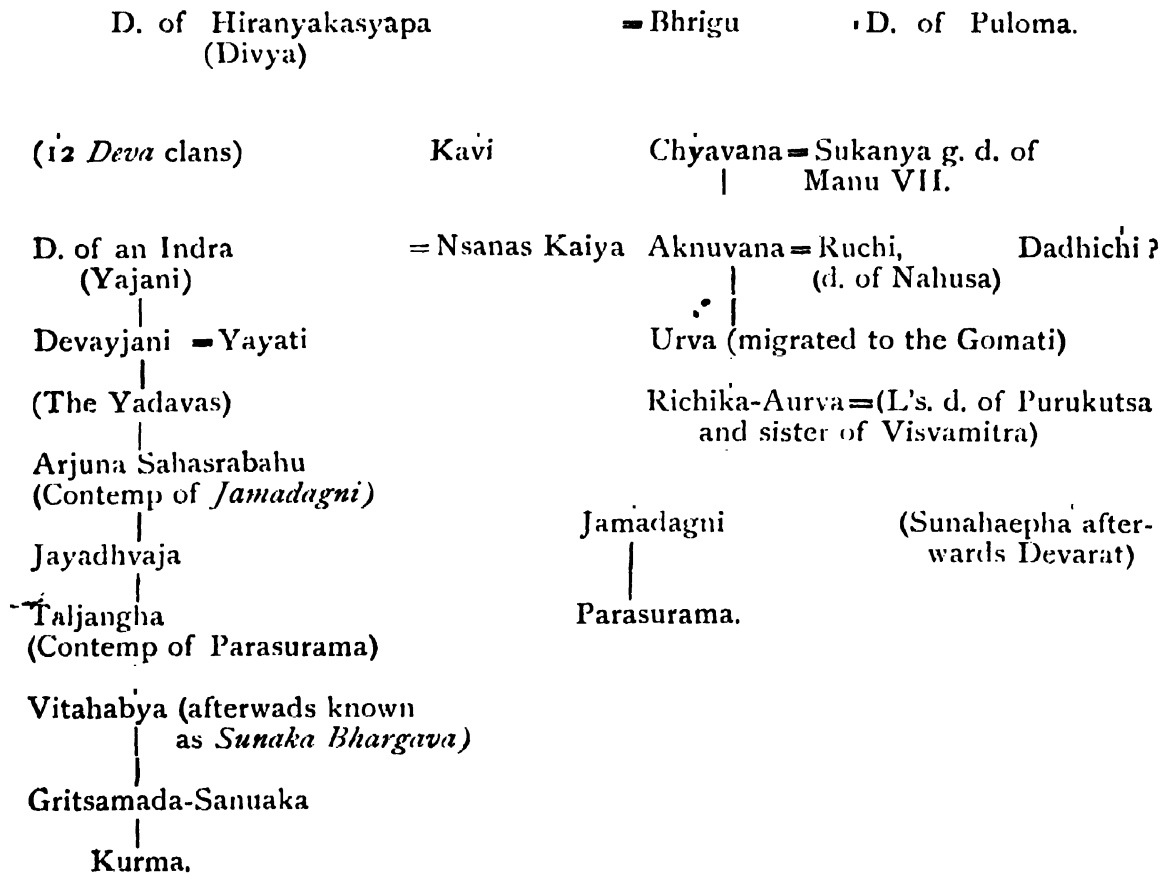 D. of Hiranyakasyapa = Bhrigu D. of Puloma.
(Divya)
(12 Deva clans) Kavi Chyavana = Sukanya g. d. of
Manu VII.
D. of an Indra = Nsanas Kaiya Aknuvana = Ruchi, Dadhichi ?
(Yajani) (d. of Nahusa)
Devayjani = Yayati Urva (migrated to the Gomati)
(The Yadavas) Richika-Aurva = (L's. d. of Purukutsa
and sister of Visvamitra)
Arjuna Sahasrabahu
(Contemp of Jamadagni)
Jamadagni (Sunahaepha after-
Jayadhvaja wards Devarat)
Taljangha Parasurama.
(Contemp of Parasurama)
Vitahabya (afterwads known
as Sunaka Bhargava)
Gritsamada-Sanuaka
Kurma.